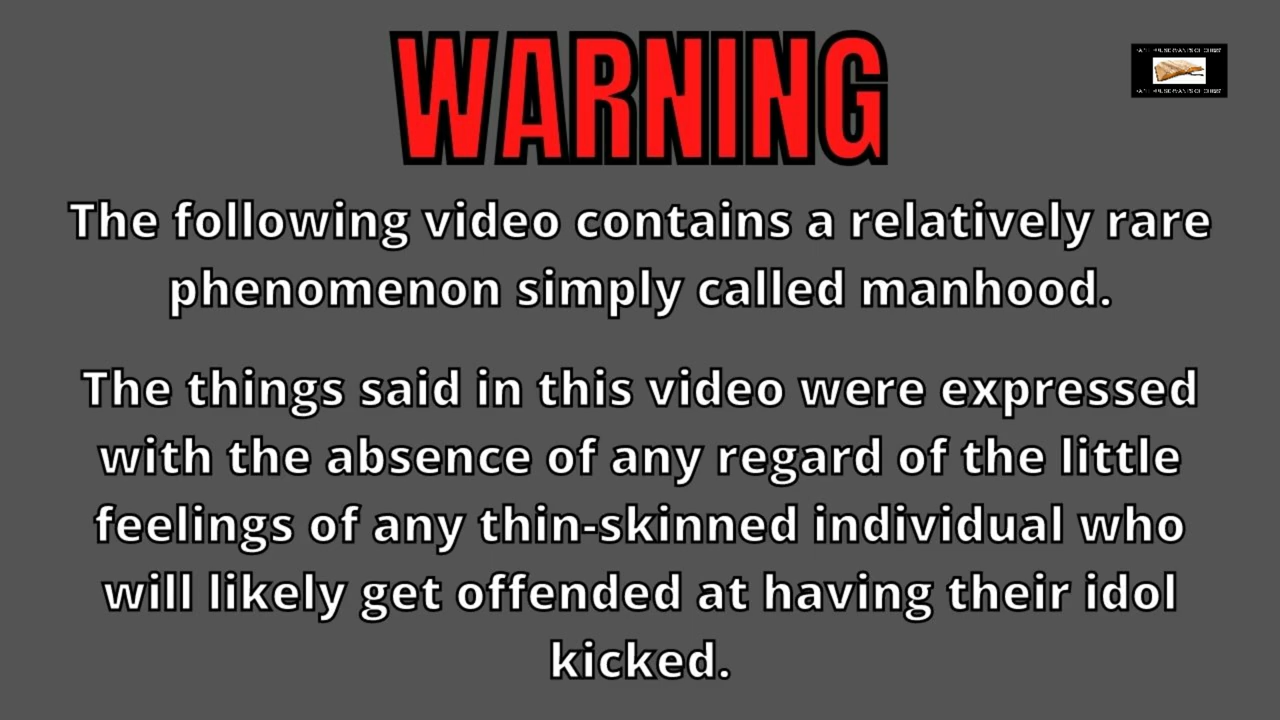 WARNING
The following video contains a relatively rare
phenomenon simply called manhood.
The things said in this video were expressed
with the absence of any regard of the little
feelings of any thin-skinned individual who
will likely get offended at having their idol
kicked.